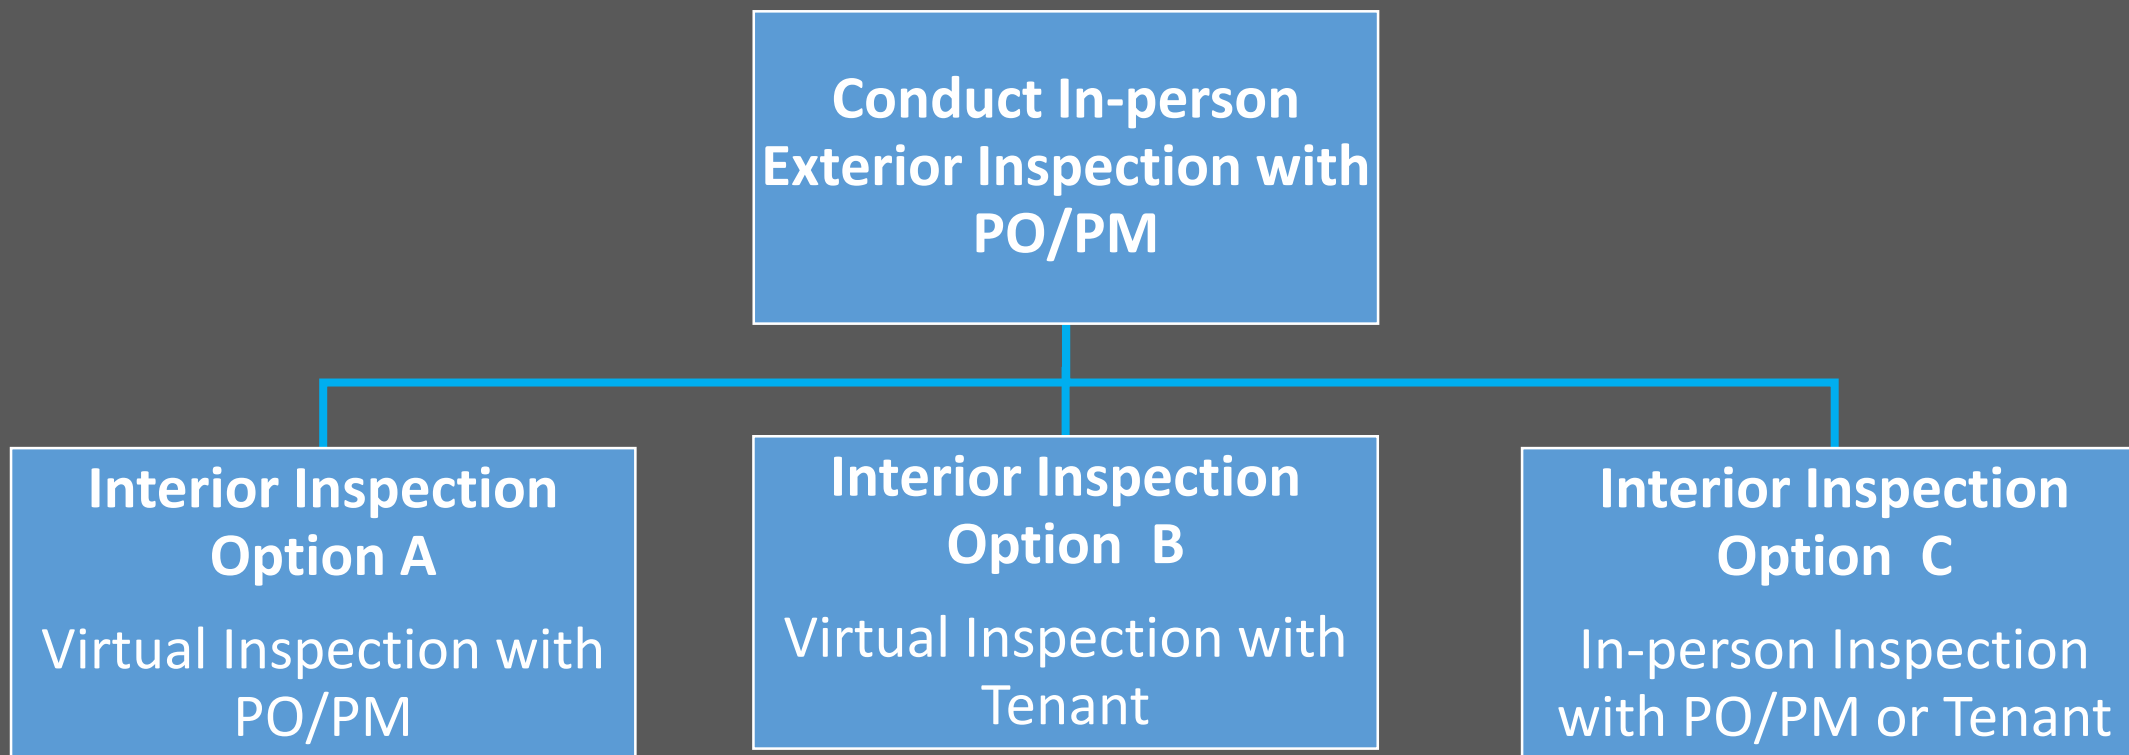 Conduct In-person
Exterior Inspection with
PO/PM
Interior Inspection
Option A
Virtual Inspection with
PO/PM
Interior Inspection
Option  B
Virtual Inspection with
Tenant
Interior Inspection
Option  C
In-person Inspection
with PO/PM or Tenant